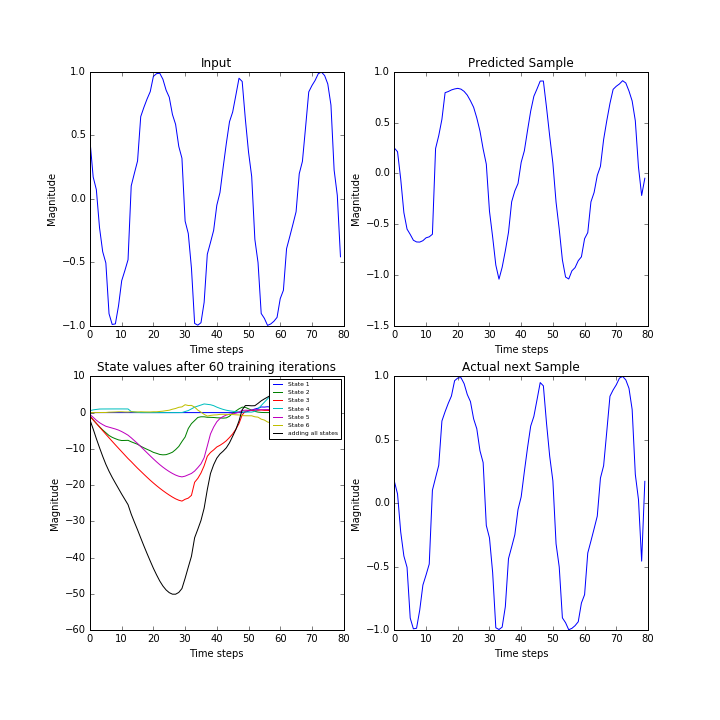 Input
1.0
0.5
0.0
−0.5
−1.0
Magnitude
0 10 20 30 40 50 60 70 80
Time steps
Predicted Sample
1.0
0.5
0.0
−0.5
−1.0
−1.5
Magnitude
0 10 20 30 40 50 60 70 80
Time steps
State values after 60 training iterations
10
0
−10
−20
−30
−40
−50
−60
Magnitude
State 1
State 2
State 3
State 4
State 5
State 6
adding all states
0 10 20 30 40 50 60 70 80
Time steps
Actual next Sample
1.0
0.5
0.0
−0.5
−1.0
Magnitude
0 10 20 30 40 50 60 70 80
Time steps